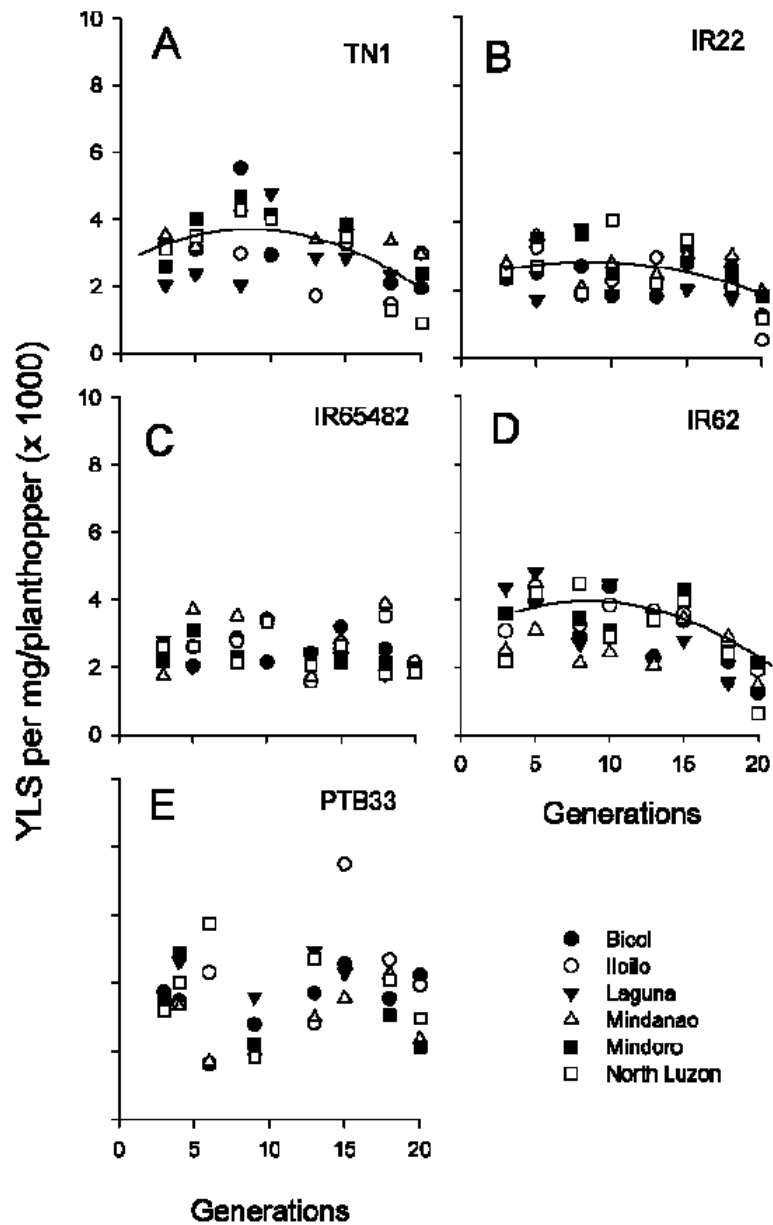 10
8
6
4
2
0
A
TN1
B
IR22
10
8
6
4
2
0
C
IR65482
D
IR62
0
5
10
15
20
Generations
YLS per mg/planthopper (x 1000)
E
PTB33
0
5
10
15
20
Generations
Bicol
Iloilo
Laguna
Mindanao
Mindoro
North Luzon